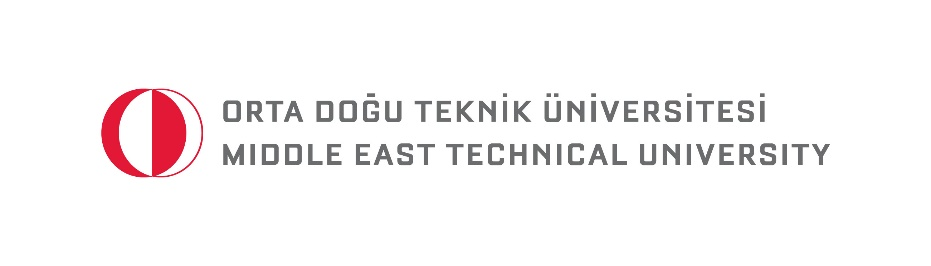 ORTA DOĞU TEKNİK ÜNİVERSİTESİ
MIDDLE EAST TECHNICAL UNIVERSITY